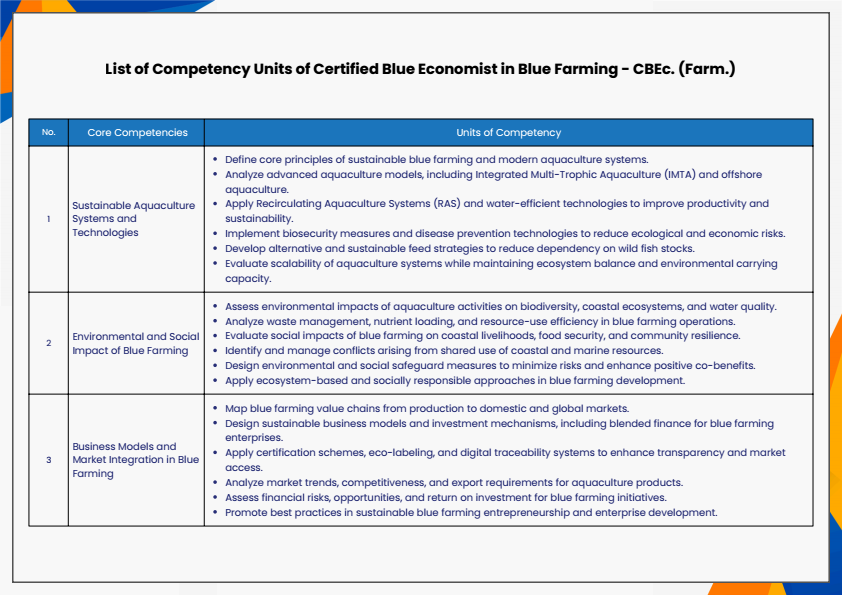 List of Competency Units of Certified Blue Economist in Blue Farming - CBEc. (Farm.)
No.
Core Competencies
Units of Competency
1
Sustainable Aquaculture
Systems and
Technologies
• Define core principles of sustainable blue farming and modern aquaculture systems.
• Analyze advanced aquaculture models, including Integrated Multi-Trophic Aquaculture (IMTA) and offshore
aquaculture.
• Apply Recirculating Aquaculture Systems (RAS) and water-efficient technologies to improve productivity and
sustainability.
• Implement biosecurity measures and disease prevention technologies to reduce ecological and economic risks.
• Develop alternative and sustainable feed strategies to reduce dependency on wild fish stocks.
• Evaluate scalability of aquaculture systems while maintaining ecosystem balance and environmental carrying
capacity.
2
Environmental and Social
Impact of Blue Farming
• Assess environmental impacts of aquaculture activities on biodiversity, coastal ecosystems, and water quality.
• Analyze waste management, nutrient loading, and resource-use efficiency in blue farming operations.
• Evaluate social impacts of blue farming on coastal livelihoods, food security, and community resilience.
• Identify and manage conflicts arising from shared use of coastal and marine resources.
• Design environmental and social safeguard measures to minimize risks and enhance positive co-benefits.
• Apply ecosystem-based and socially responsible approaches in blue farming development.
3
Business Models and
Market Integration in Blue
Farming
• Map blue farming value chains from production to domestic and global markets.
• Design sustainable business models and investment mechanisms, including blended finance for blue farming
enterprises.
• Apply certification schemes, eco-labeling, and digital traceability systems to enhance transparency and market
access.
• Analyze market trends, competitiveness, and export requirements for aquaculture products.
• Assess financial risks, opportunities, and return on investment for blue farming initiatives.
• Promote best practices in sustainable blue farming entrepreneurship and enterprise development.